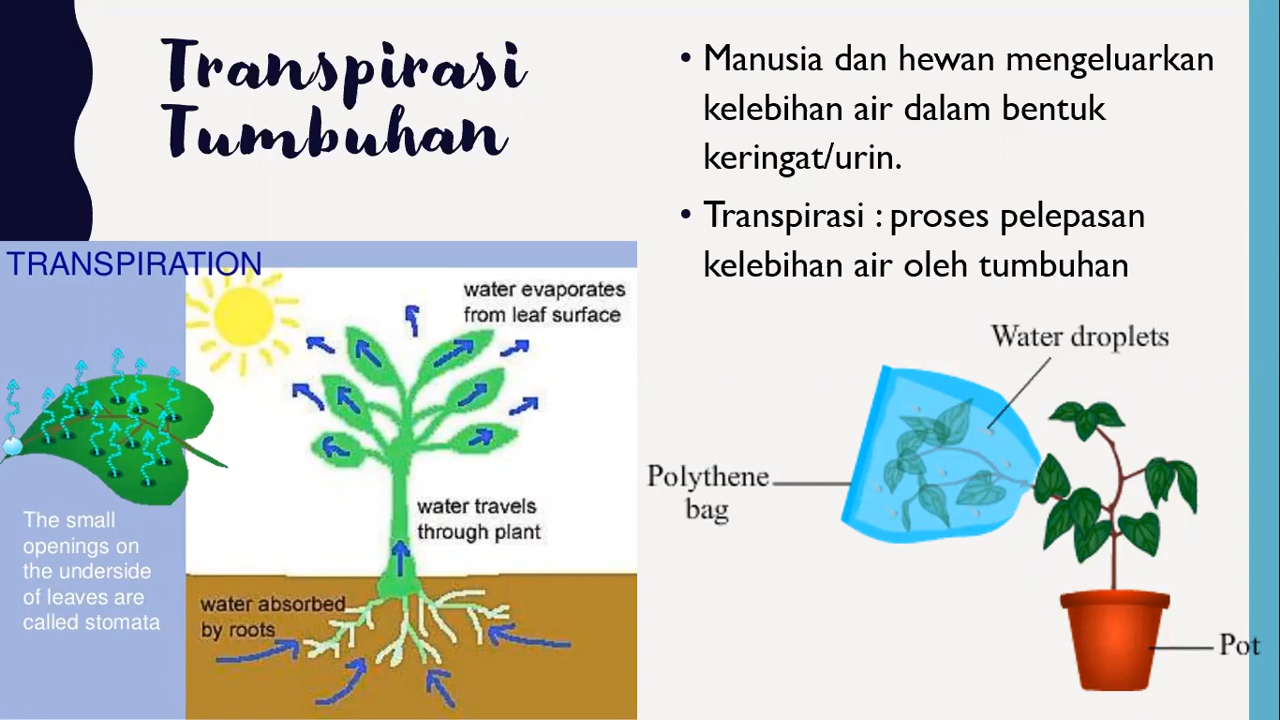 Transpirasi
Tumbuhan
• Manusia dan hewan mengeluarkan
kelebihan air dalam bentuk
keringat/urin.
• Transpirasi : proses pelepasan
kelebihan air oleh tumbuhan
TRANSPIRATION
water evaporates
from leaf surface
water travels
through plant
water absorbed
by roots
The small
openings on
the underside
of leaves are
called stomata
Water droplets
Polythene
bag
Pot